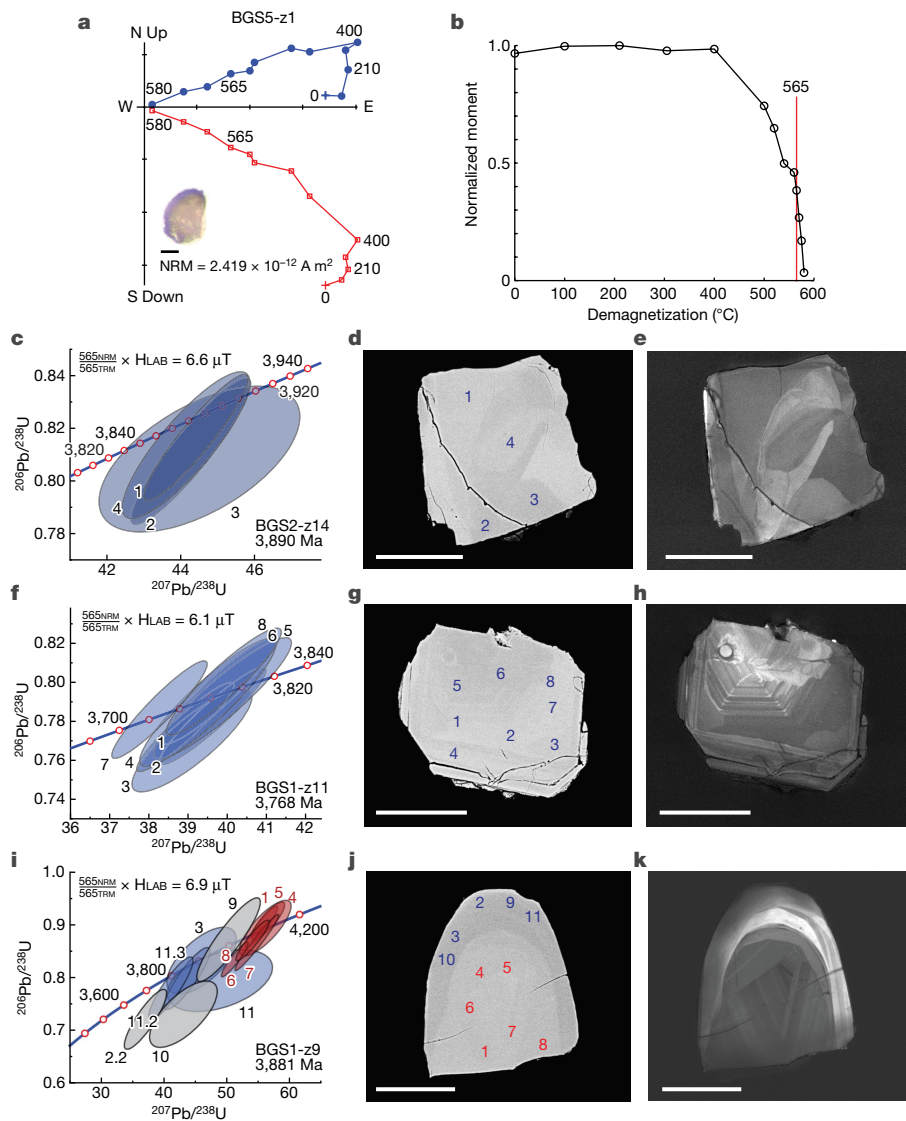 a
BGS5-z1
N Up
400
580
565
210
0
W
E
580
565
400
210
0
NRM = 2.419 × 10⁻¹² A m²
S Down
b
1.0
0.5
0
Normalized moment
565
0 100 200 300 400 500 600
Demagnetization (°C)
c
565NRM/565TRM × HLAB = 6.6 μT
3,940
3,920
3,840
3,820
0.84
0.82
0.80
0.78
206Pb/238U
1
4
2
3
BGS2-z14
3,890 Ma
42 44 46
207Pb/238U
d
1
4
3
2
e
f
565NRM/565TRM × HLAB = 6.1 μT
8
6 5
3,840
3,820
3,700
0.82
0.80
0.78
0.76
0.74
206Pb/238U
7
4
1
2
3
BGS1-z11
3,768 Ma
36 37 38 39 40 41 42
207Pb/238U
g
6
5
8
7
1
2
3
4
h
i
565NRM/565TRM × HLAB = 6.9 μT
1 5 4
9
3
4,200
11.3
8
3,800
6 7
3,600
11.2
11
2.2
10
1.0
0.9
0.8
0.7
0.6
206Pb/238U
BGS1-z9
3,881 Ma
30 40 50 60
207Pb/238U
j
2 9
11
3
10
4 5
6
7
1 8
k